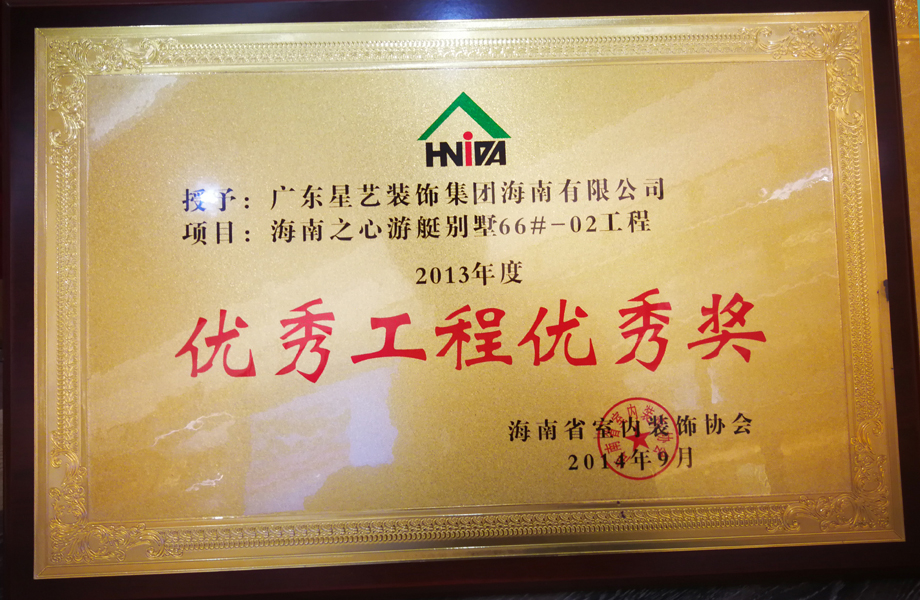 HNIDA
授予：广东星艺装饰集团海南有限公司
项目：海南之心游艇别墅66#-02工程
2013年度
优秀工程优秀奖
海南省室内装饰协会
2014年9月